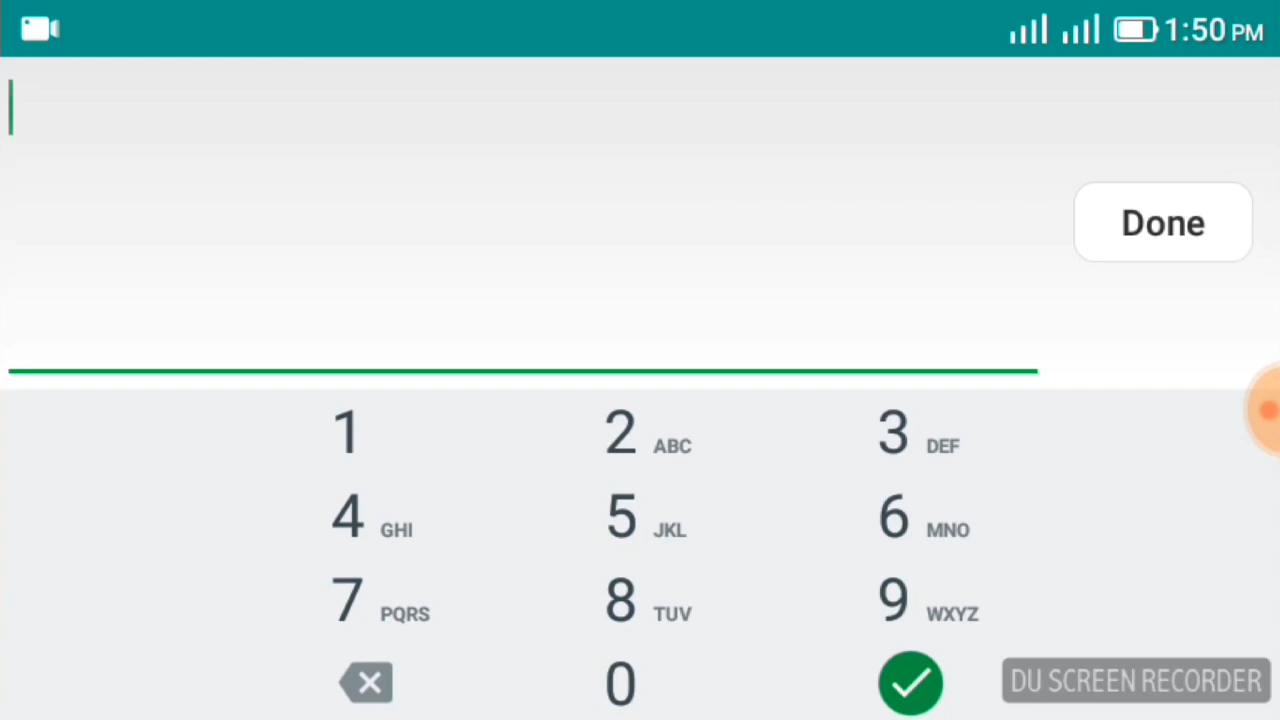 1:50 PM
Done
1
2 ABC
3 DEF
4 GHI
5 JKL
6 MNO
7 PQRS
8 TUV
9 WXYZ
0
DU SCREEN RECORDER